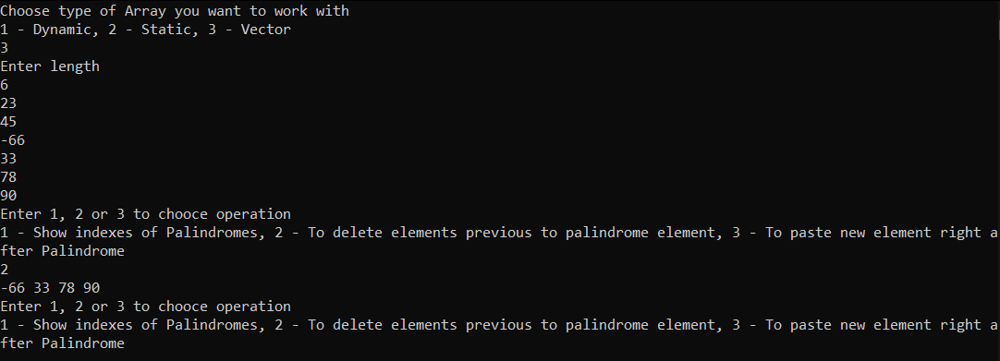 Choose type of Array you want to work with
1 - Dynamic, 2 - Static, 3 - Vector
3
Enter length
6
23
45
-66
33
78
90
Enter 1, 2 or 3 to chooce operation
1 - Show indexes of Palindromes, 2 - To delete elements previous to palindrome element, 3 - To paste new element right a
fter Palindrome
2
-66 33 78 90
Enter 1, 2 or 3 to chooce operation
1 - Show indexes of Palindromes, 2 - To delete elements previous to palindrome element, 3 - To paste new element right a
fter Palindrome